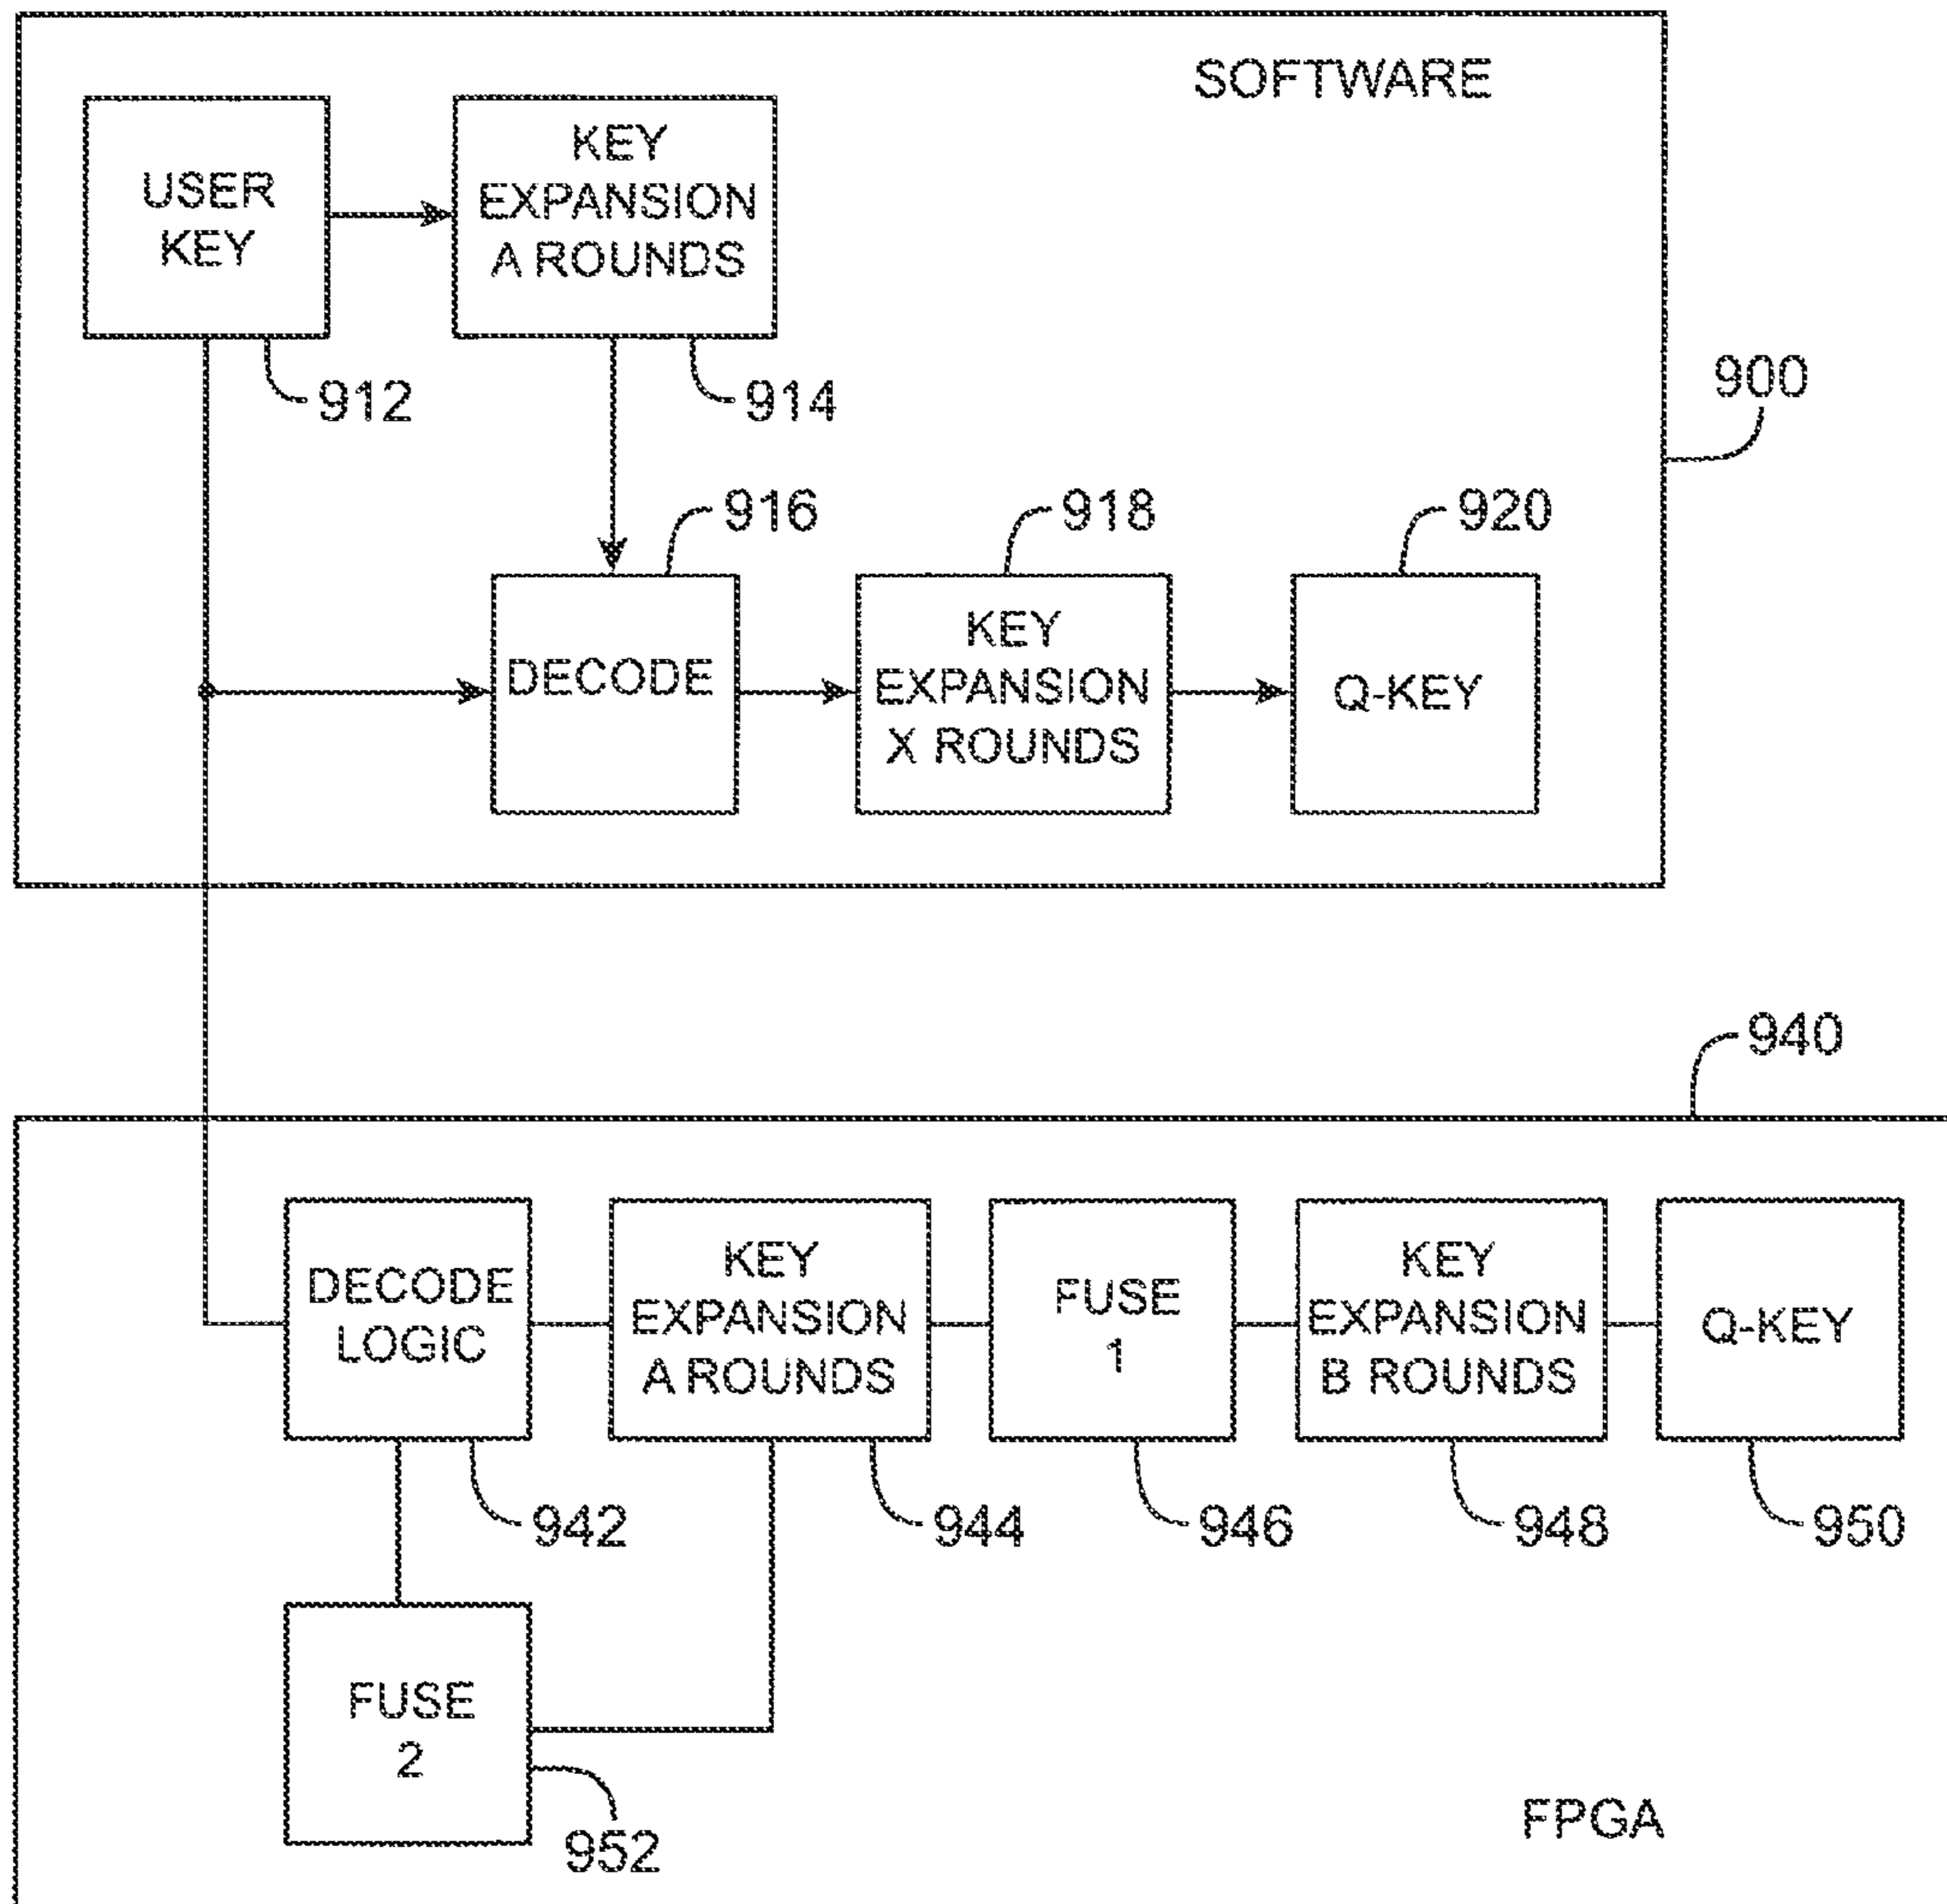 SOFTWARE
USER
KEY
KEY
EXPANSION
A ROUNDS
912
914
900
916
918
920
DECODE
KEY
EXPANSION
X ROUNDS
Q-KEY
940
DECODE
LOGIC
KEY
EXPANSION
A ROUNDS
FUSE
1
KEY
EXPANSION
B ROUNDS
Q-KEY
942
944
946
948
950
FUSE
2
952
FPGA